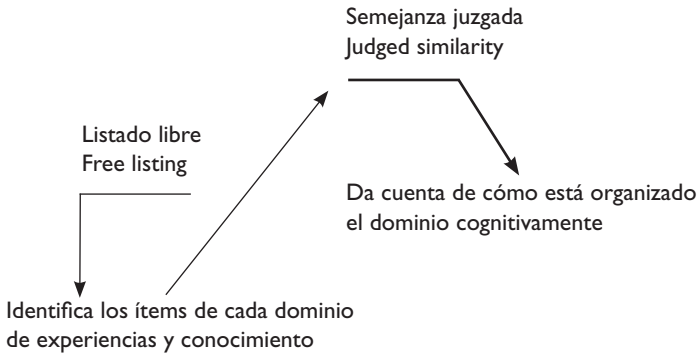 Semejanza juzgada
Judged similarity
Listado libre
Free listing
Da cuenta de cómo está organizado
el dominio cognitivamente
Identifica los ítems de cada dominio
de experiencias y conocimiento